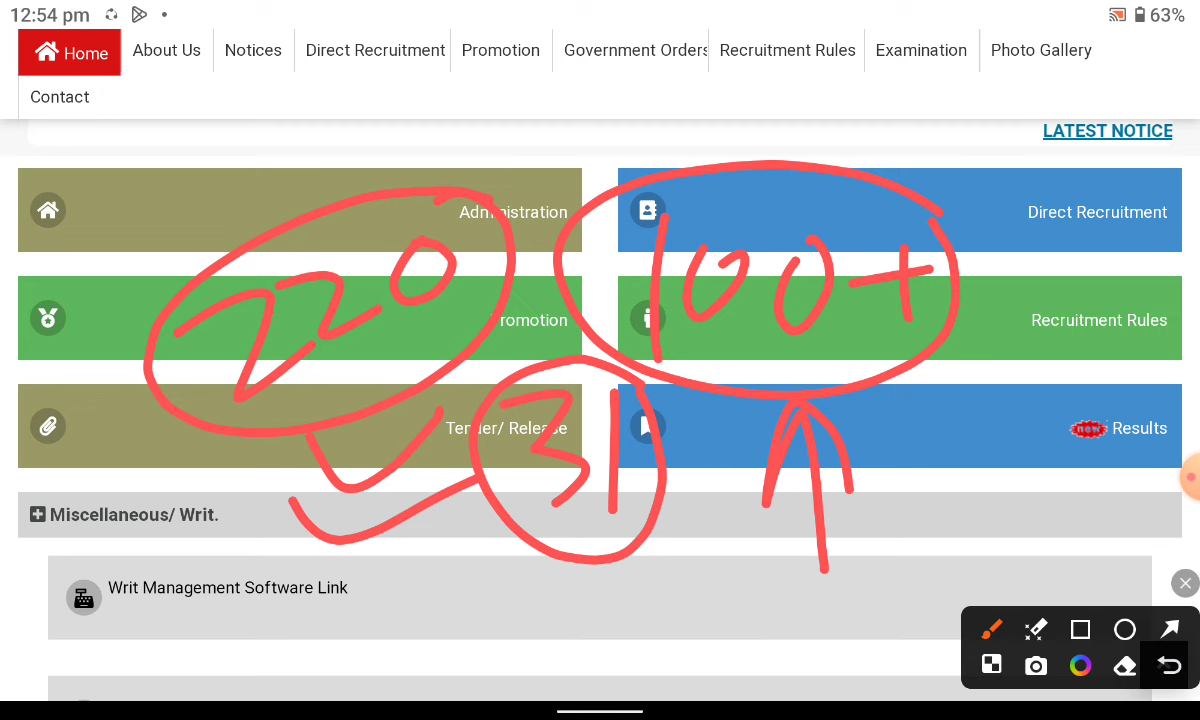 12:54 pm 63%
Home About Us Notices Direct Recruitment Promotion Government Orders Recruitment Rules Examination Photo Gallery
Contact
LATEST NOTICE
Administration Direct Recruitment
220 100+
romotion Recruitment Rules
Tender/ Release new Results
31
Miscellaneous/ Writ.
Writ Management Software Link